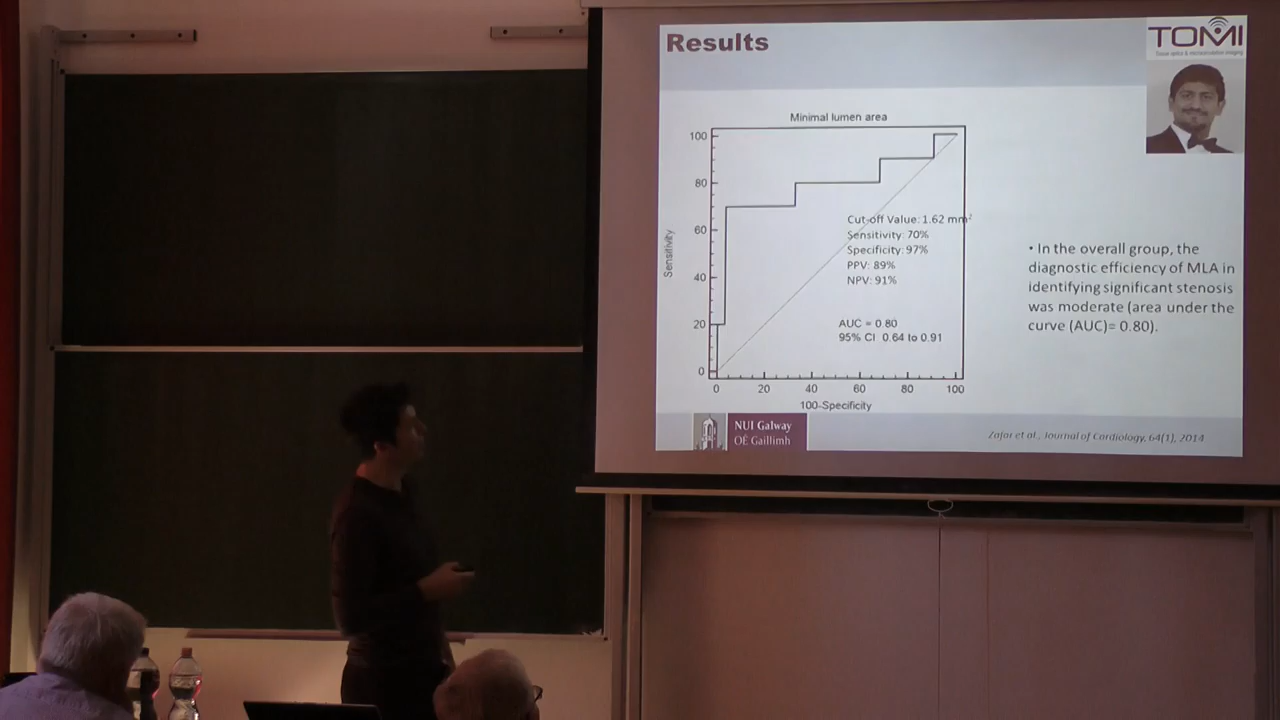 Results
TOMI
Tissue optics & microcirculation imaging
Minimal lumen area
100
80
60
40
20
0
Sensitivity
0 20 40 60 80 100
100-Specificity
Cut-off Value: 1.62 mm²
Sensitivity: 70%
Specificity: 97%
PPV: 89%
NPV: 91%
AUC = 0.80
95% CI 0.64 to 0.91
• In the overall group, the
diagnostic efficiency of MLA in
identifying significant stenosis
was moderate (area under the
curve (AUC)= 0.80).
NUI Galway
OÉ Gaillimh
Zafar et al., Journal of Cardiology, 64(1), 2014